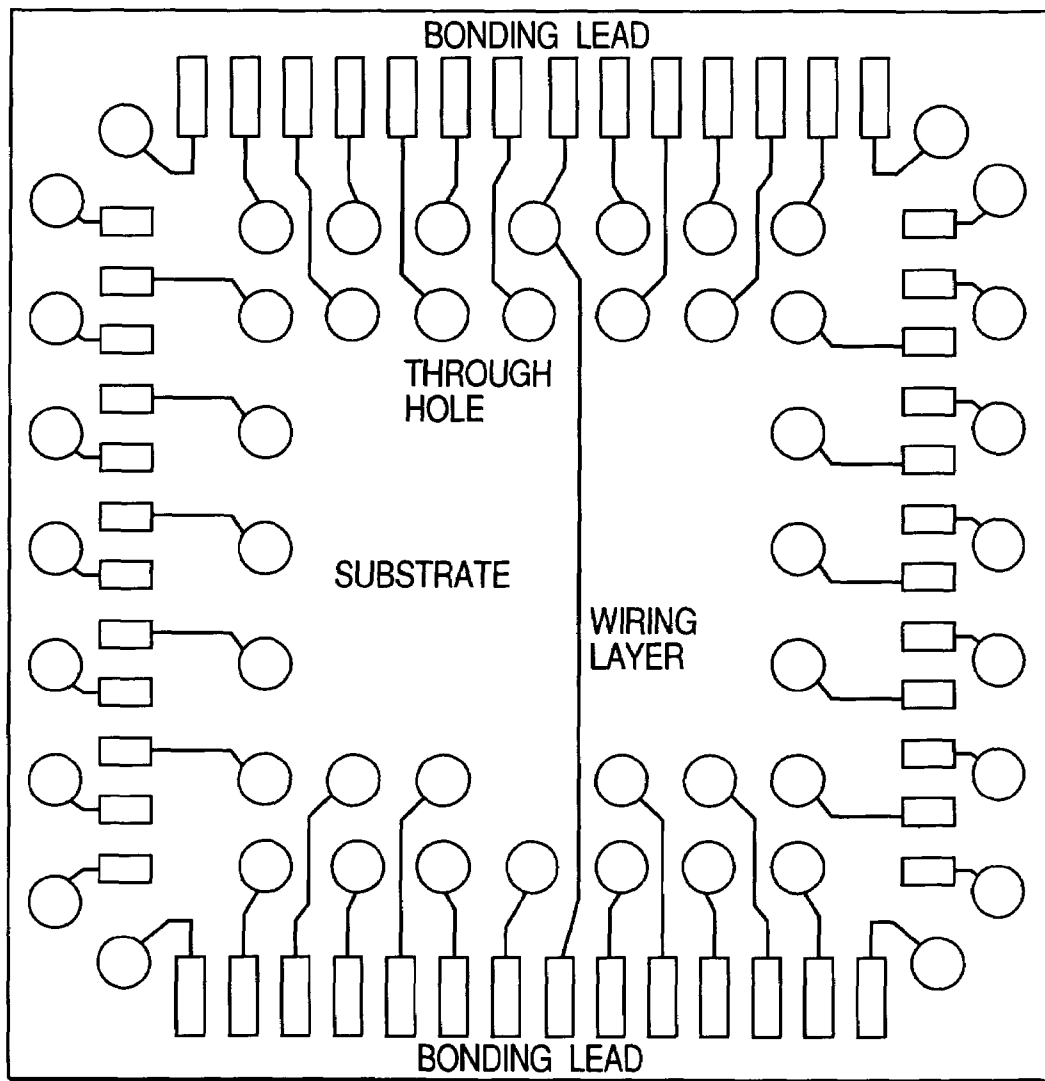 BONDING LEAD
THROUGH
HOLE
SUBSTRATE
WIRING
LAYER
BONDING LEAD